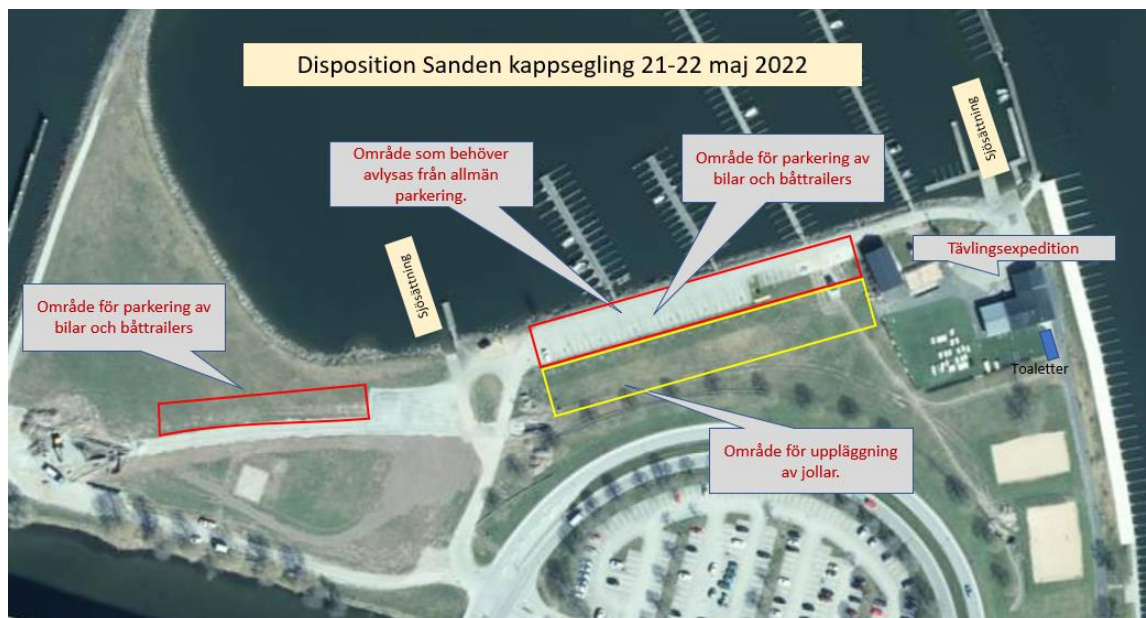 Disposition Sanden kappsegling 21-22 maj 2022
Sjösättning
Område som behöver
avlysas från allmän
parkering.
Område för parkering av
bilar och båttrailers
Tävlingsexpedition
Sjösättning
Område för parkering av
bilar och båttrailers
Toaletter
Område för uppläggning
av jollar.